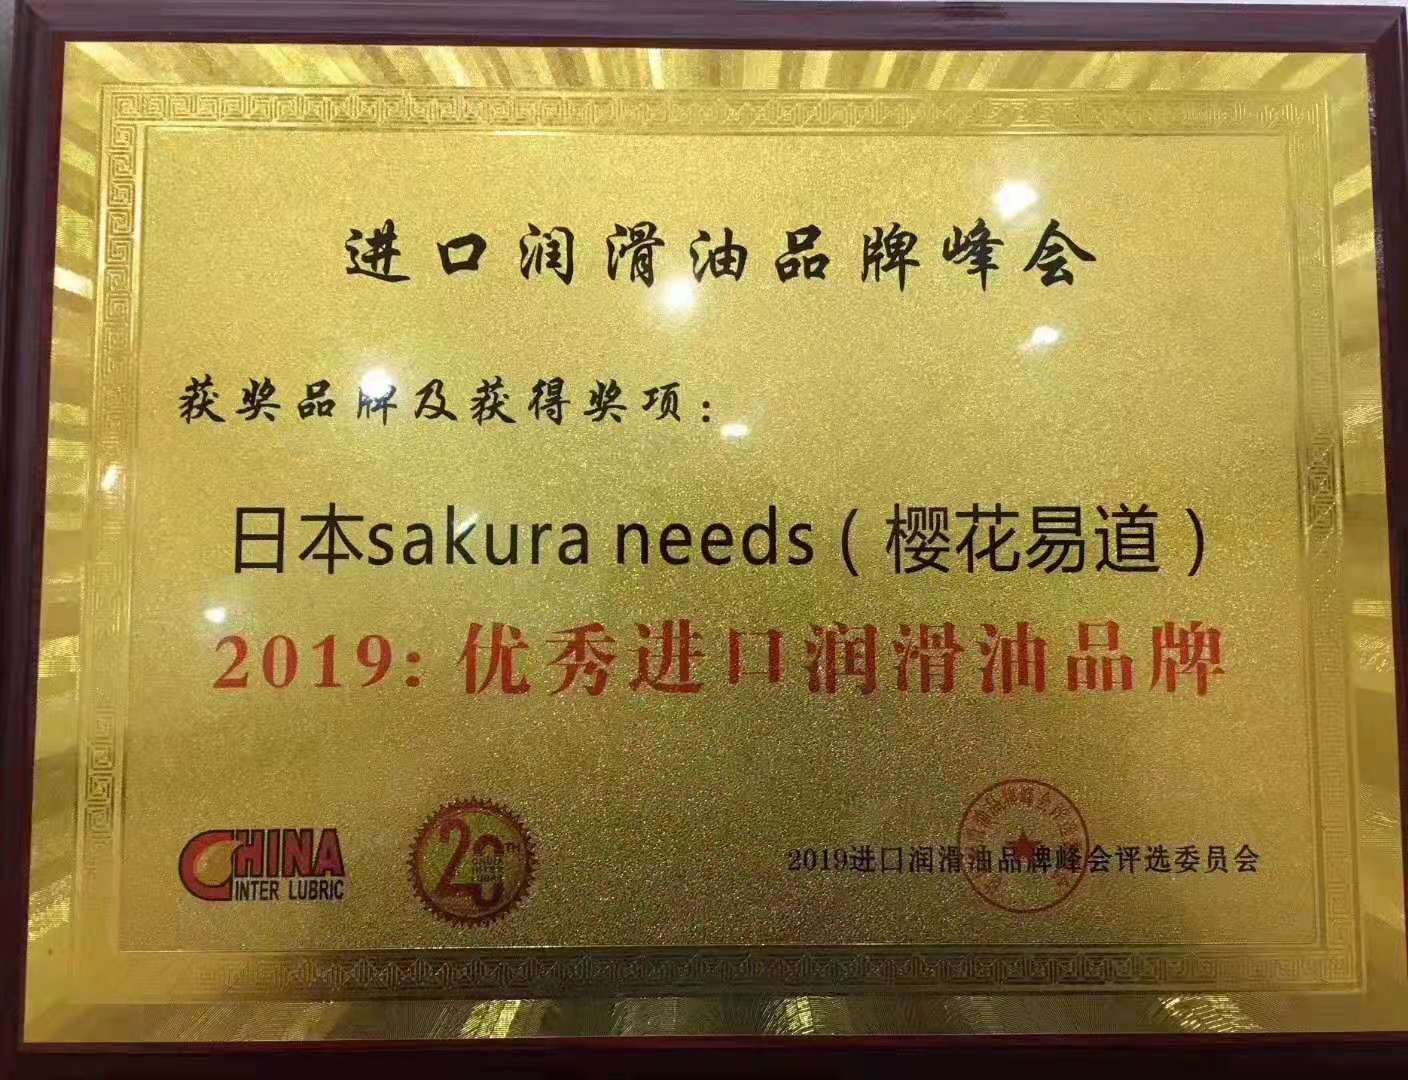 进口润滑油品牌峰会
获奖品牌及获得奖项：
日本sakura needs（樱花易道）
2019：优秀进口润滑油品牌
CHINA
INTER LUBRIC
20TH
2019进口润滑油品牌峰会评选委员会